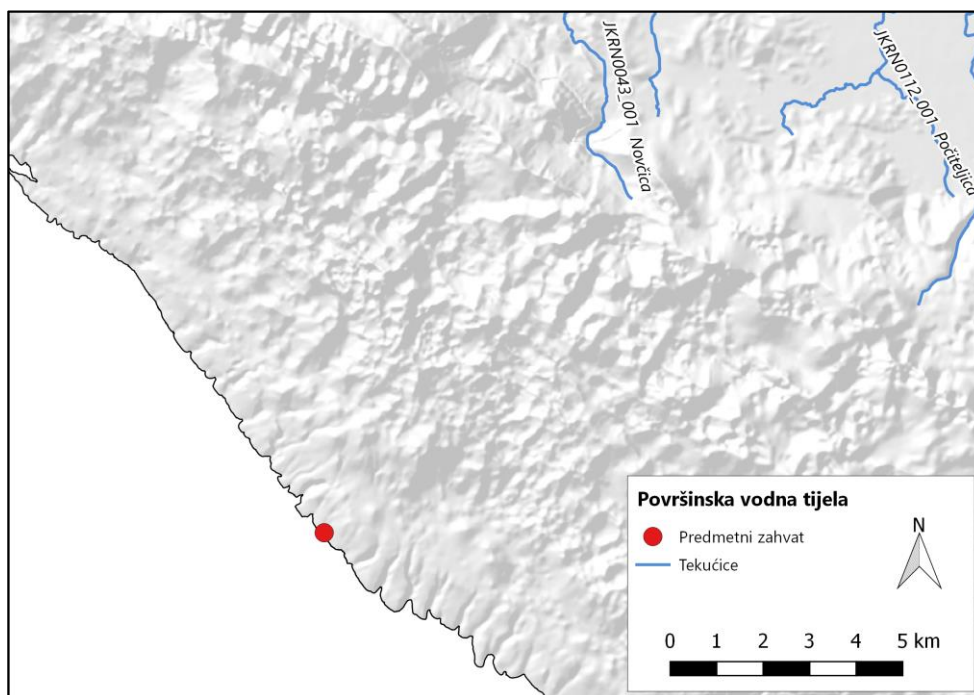 JKRN0043_001 Novčica
JKRN0112_001 Počiteljica
Površinska vodna tijela
Predmetni zahvat
Tekućice
N
0 1 2 3 4 5 km